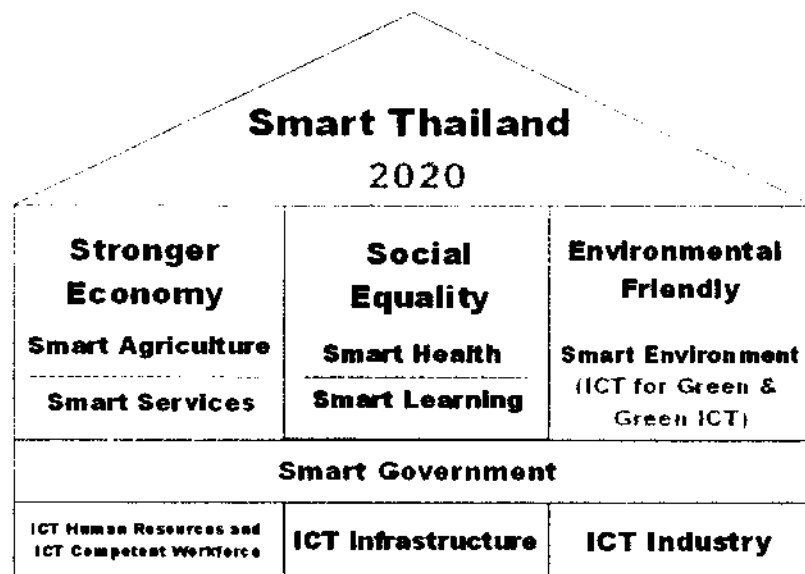 Smart Thailand
2020
Stronger
Economy
Smart Agriculture
Smart Services
Social
Equality
Smart Health
Smart Learning
Environmental
Friendly
Smart Environment
(ICT for Green &
Green ICT)
Smart Government
ICT Human Resources and
ICT Competent Workforce
ICT Infrastructure
ICT Industry